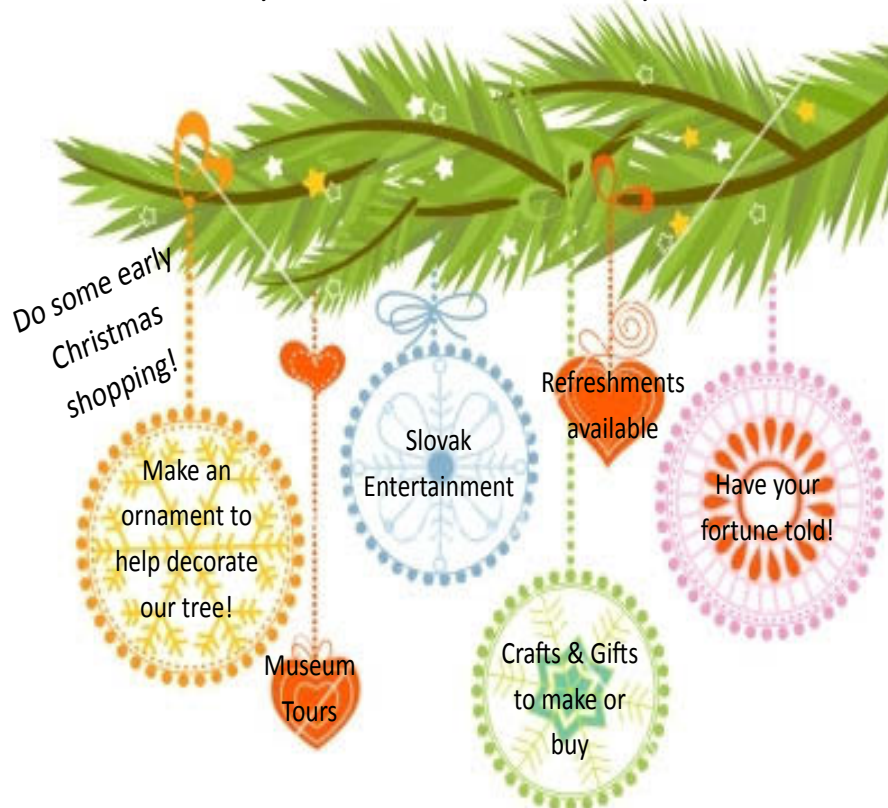 Do some early
Christmas
shopping!
Make an
ornament to
help decorate
our tree!
Museum
Tours
Slovak
Entertainment
Refreshments
available
Crafts & Gifts
to make or
buy
Have your
fortune told!